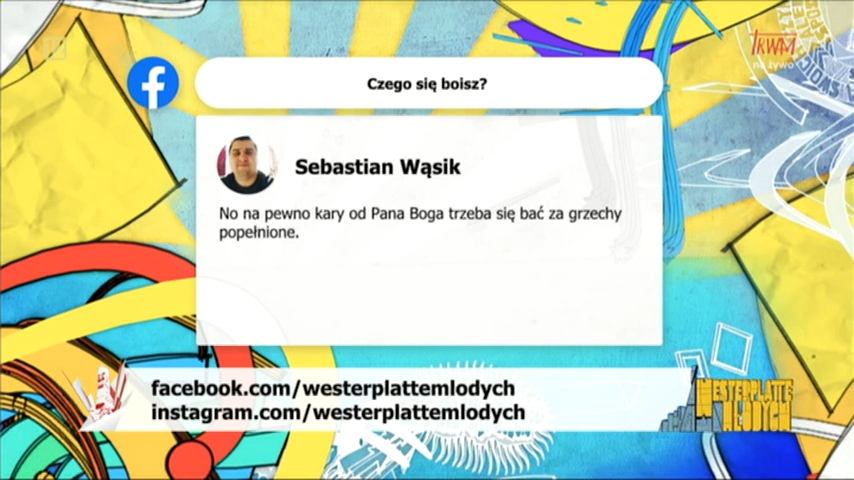 TRWAM
na żywo
Czego się boisz?
Sebastian Wąsik
No na pewno kary od Pana Boga trzeba się bać za grzechy
popełnione.
facebook.com/westerplattemlodych
instagram.com/westerplattemlodych
WESTERPLATTE
MŁODYCH